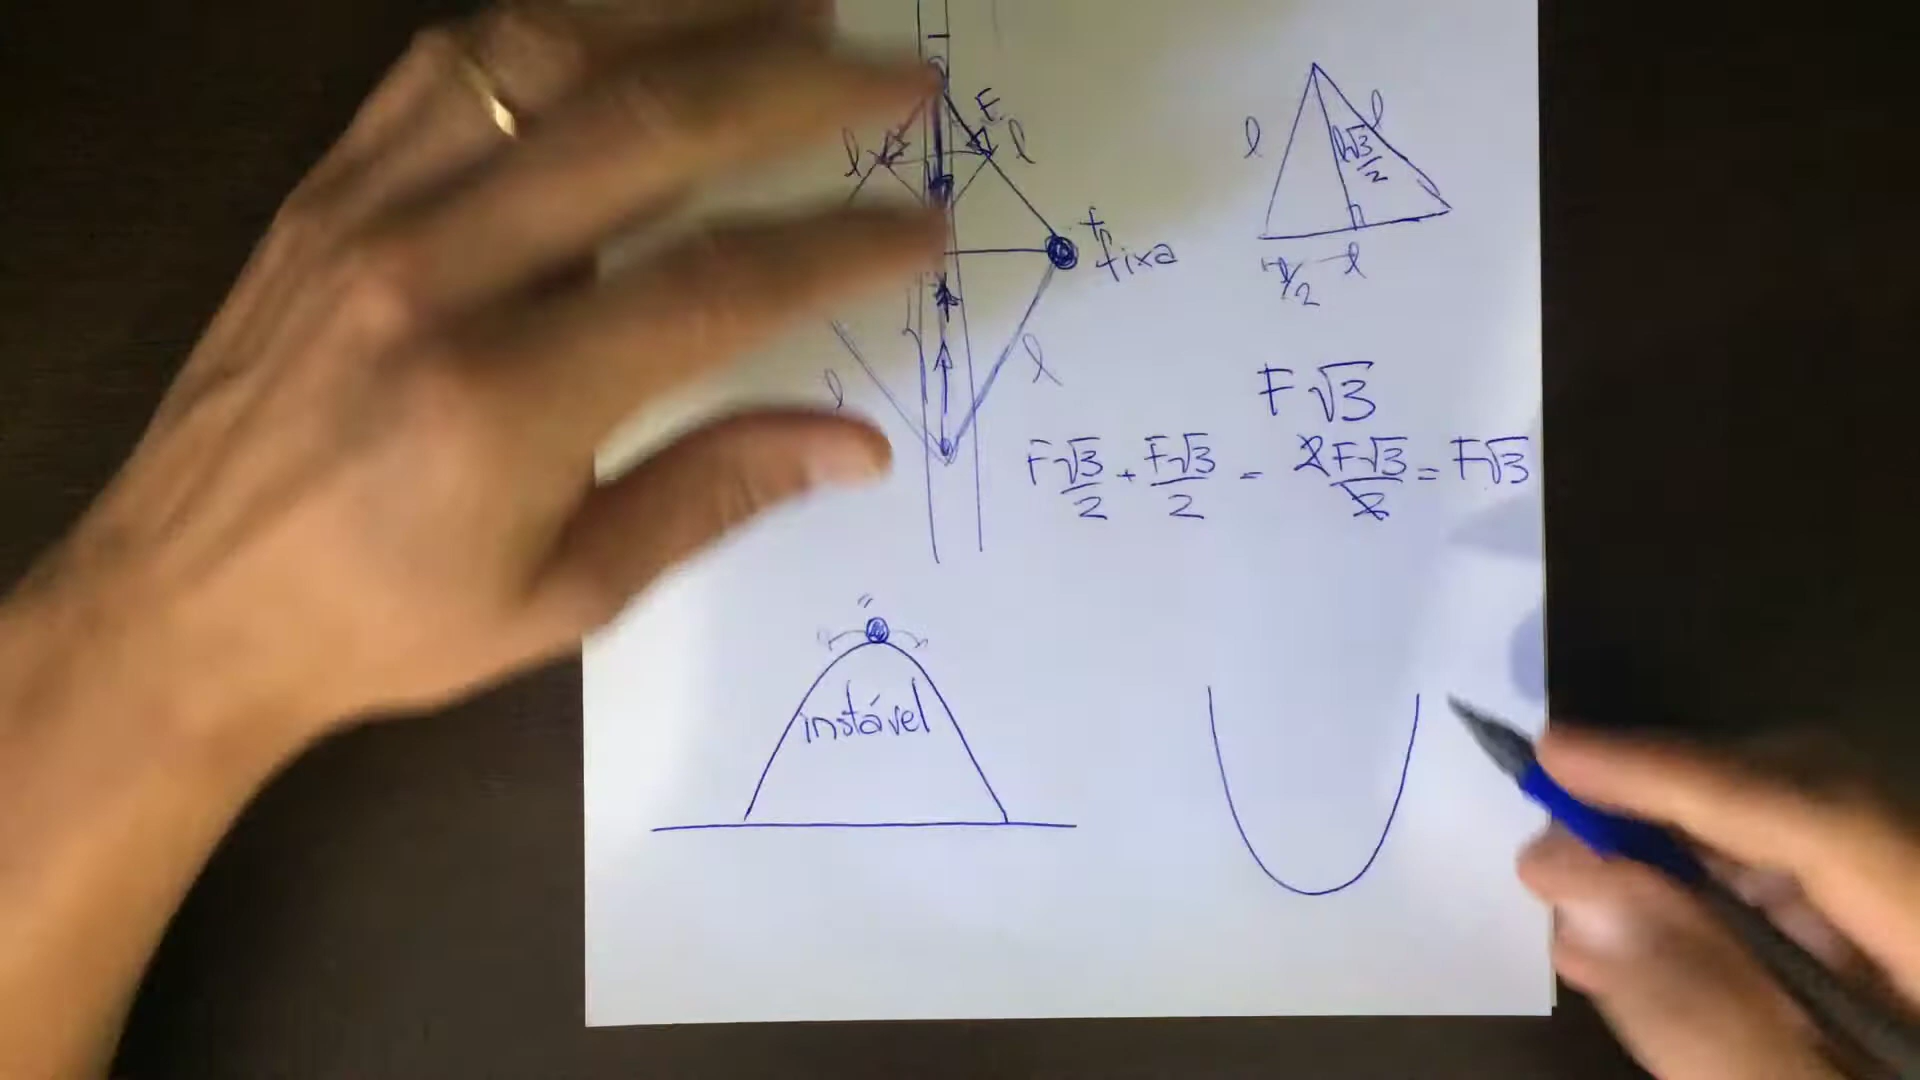 F
l l
l l
l√3/2
+
fixa
l/2 l
l l
F√3
F√3/2 + F√3/2 = 2F√3/2 = F√3
instável